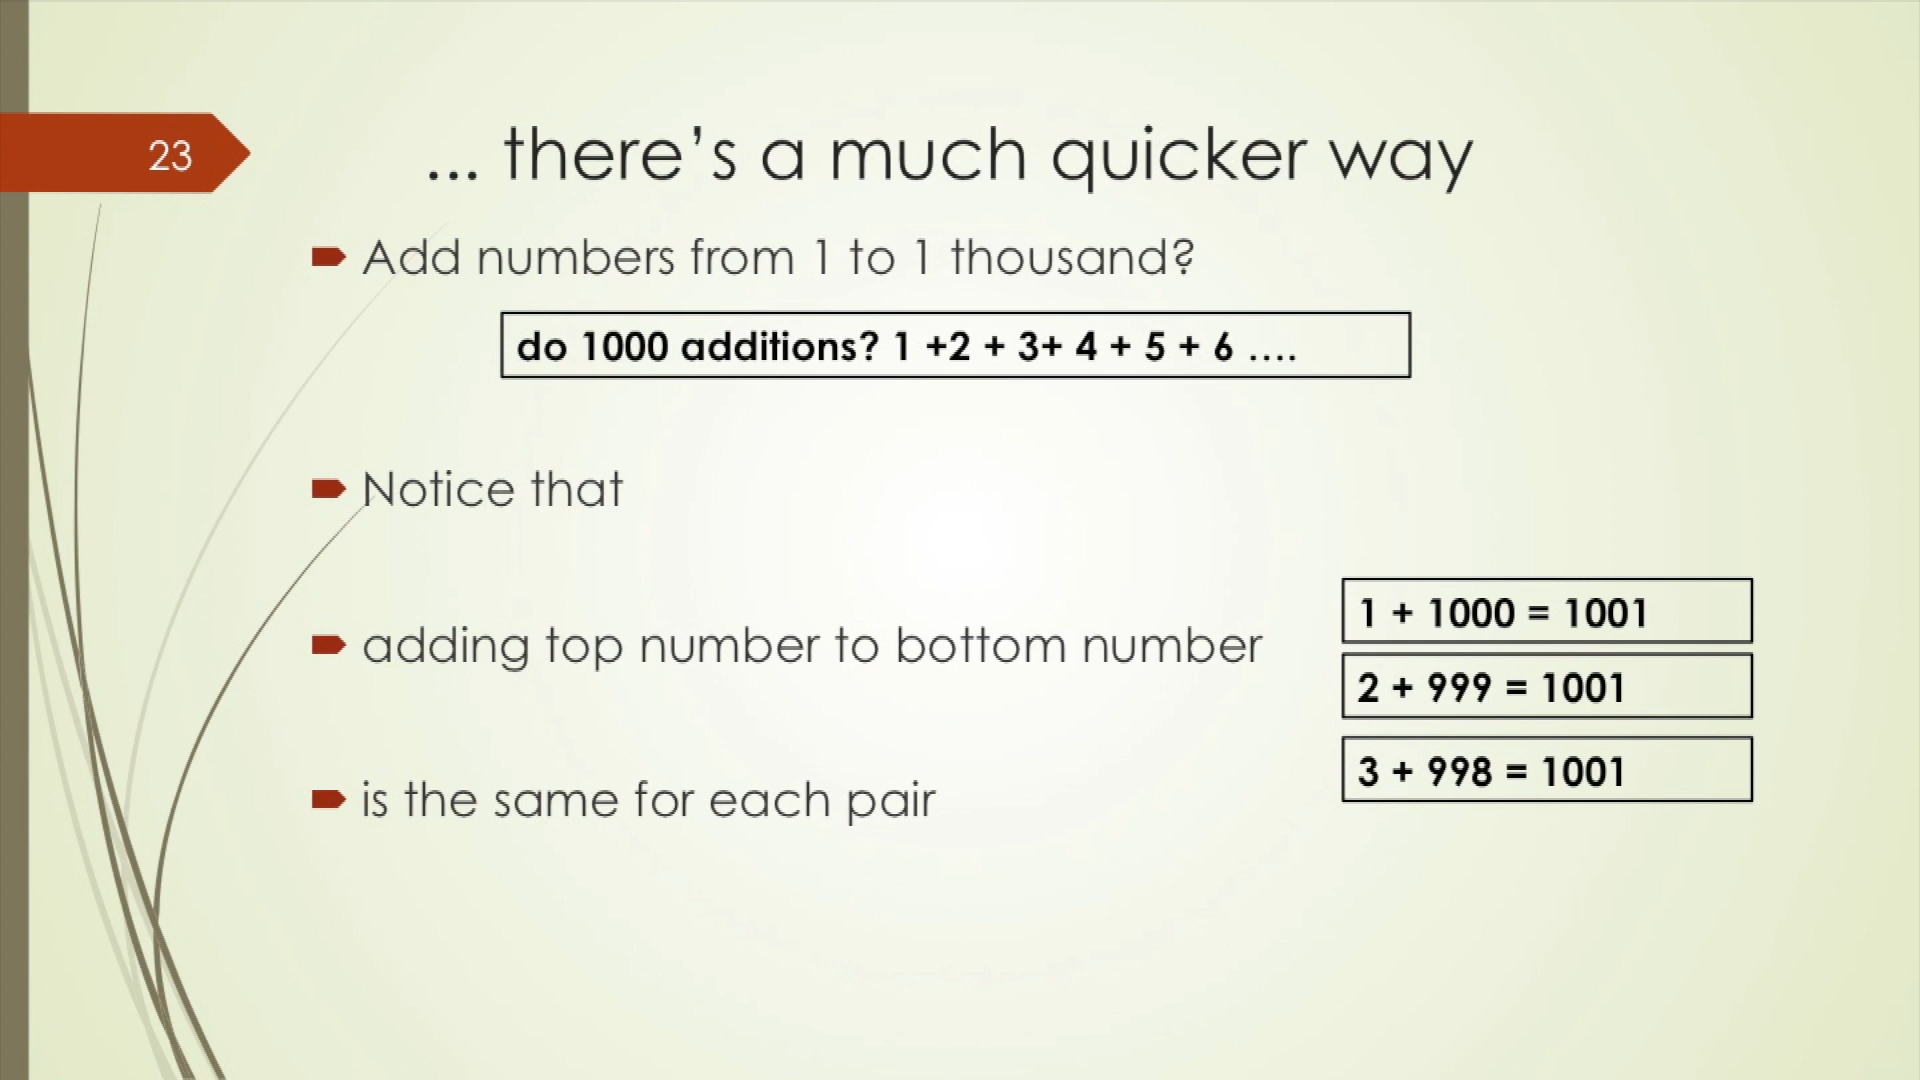 23
... there’s a much quicker way
Add numbers from 1 to 1 thousand?
do 1000 additions? 1 +2 + 3+ 4 + 5 + 6 ....
Notice that
adding top number to bottom number
1 + 1000 = 1001
2 + 999 = 1001
3 + 998 = 1001
is the same for each pair